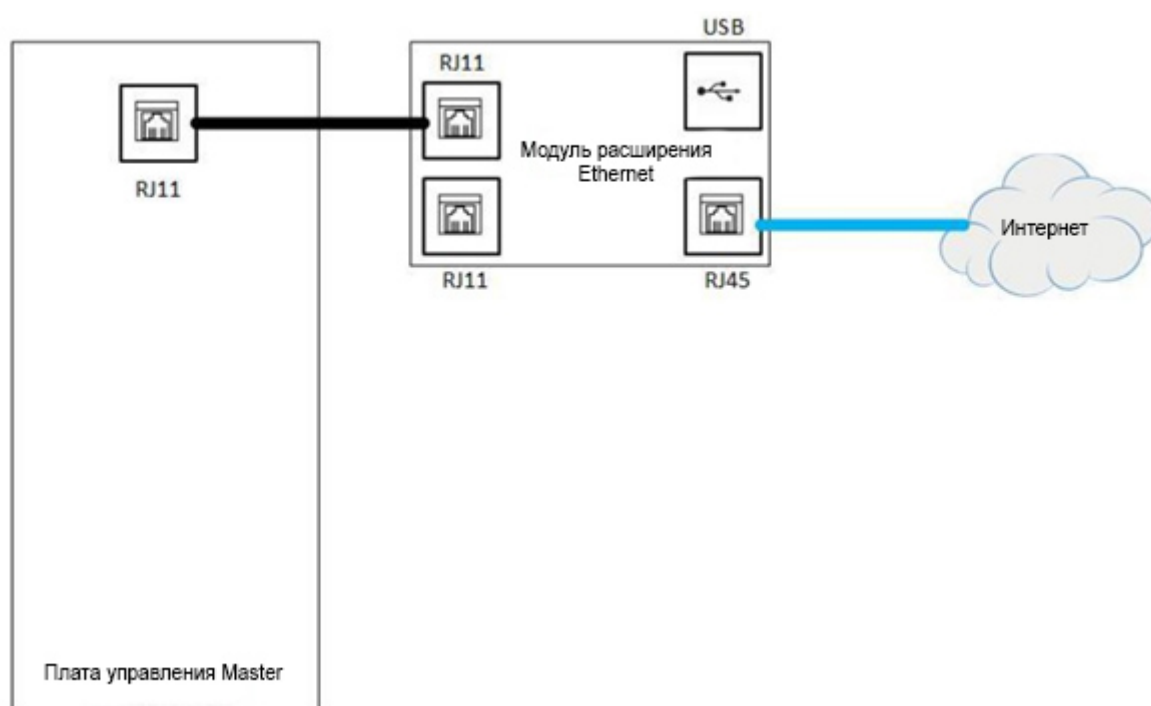 USB
RJ11
RJ11
Модуль расширения
Ethernet
Интернет
RJ11
RJ45
Плата управления Master